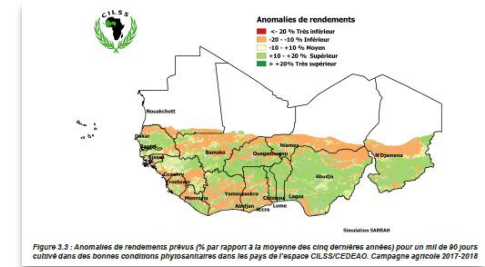 CILSS
Anomalies de rendements
<- 20 % Très inférieur
-20 - -10 % Inférieur
-10 - +10 % Moyen
+10 - +20 % Supérieur
> +20% Très supérieur
Nouakchott
Dakar
Niamey
Bamako
Ouagadougou
N'Djamena
Conakry
Freetown
Abudja
Monrovia
Yamoussokro
Cotonou
Lagos
Abidjan
Lome
Accra
Simulation SARRAH
Figure 3.3 : Anomalies de rendements prévus (% par rapport à la moyenne des cinq dernières années) pour un mil de 90 jours
cultivé dans des bonnes conditions phytosanitaires dans les pays de l'espace CILSS/CEDEAO. Campagne agricole 2017-2018